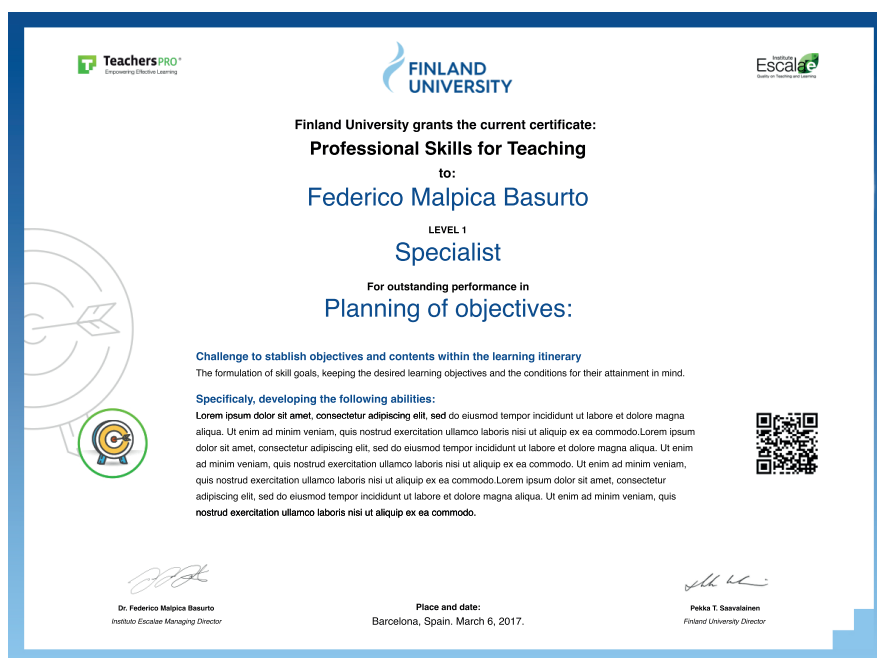 TeachersPRO®
Empowering Effective Learning
FINLAND
UNIVERSITY
Institute
Escalae
Quality on Teaching and Learning
Finland University grants the current certificate:
Professional Skills for Teaching
to:
Federico Malpica Basurto
LEVEL 1
Specialist
For outstanding performance in
Planning of objectives:
Challenge to stablish objectives and contents within the learning itinerary
The formulation of skill goals, keeping the desired learning objectives and the conditions for their attainment in mind.
Specificaly, developing the following abilities:
Lorem ipsum dolor sit amet, consectetur adipiscing elit, sed do eiusmod tempor incididunt ut labore et dolore magna
aliqua. Ut enim ad minim veniam, quis nostrud exercitation ullamco laboris nisi ut aliquip ex ea commodo.Lorem ipsum
dolor sit amet, consectetur adipiscing elit, sed do eiusmod tempor incididunt ut labore et dolore magna aliqua. Ut enim
ad minim veniam, quis nostrud exercitation ullamco laboris nisi ut aliquip ex ea commodo. Ut enim ad minim veniam,
quis nostrud exercitation ullamco laboris nisi ut aliquip ex ea commodo.Lorem ipsum dolor sit amet, consectetur
adipiscing elit, sed do eiusmod tempor incididunt ut labore et dolore magna aliqua. Ut enim ad minim veniam, quis
nostrud exercitation ullamco laboris nisi ut aliquip ex ea commodo.
Dr. Federico Malpica Basurto
Instituto Escalae Managing Director
Place and date:
Barcelona, Spain. March 6, 2017.
Pekka T. Saavalainen
Finland University Director